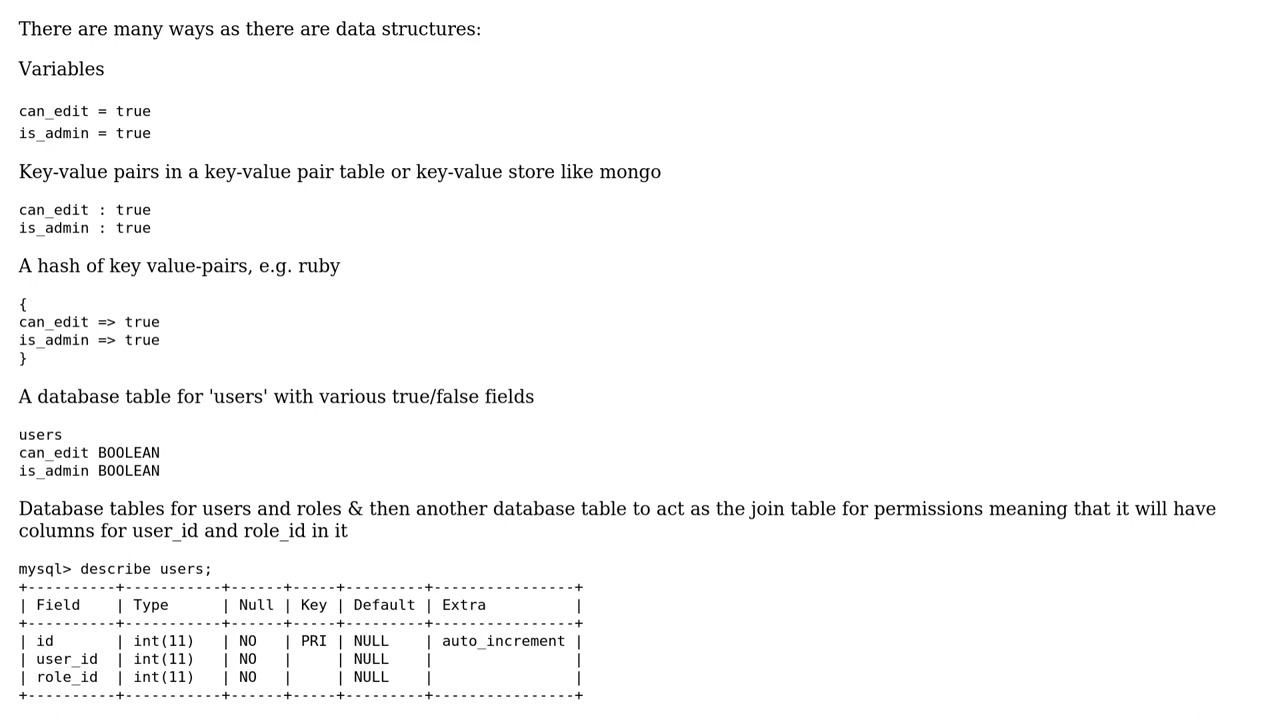 There are many ways as there are data structures:
Variables
can_edit = true
is_admin = true
Key-value pairs in a key-value pair table or key-value store like mongo
can_edit : true
is_admin : true
A hash of key value-pairs, e.g. ruby
{
can_edit => true
is_admin => true
}
A database table for 'users' with various true/false fields
users
can_edit BOOLEAN
is_admin BOOLEAN
Database tables for users and roles & then another database table to act as the join table for permissions meaning that it will have
columns for user_id and role_id in it
mysql> describe users;
+----------+-----------+------+-----+---------+----------------+
| Field    | Type      | Null | Key | Default | Extra          |
+----------+-----------+------+-----+---------+----------------+
| id       | int(11)   | NO   | PRI | NULL    | auto_increment |
| user_id  | int(11)   | NO   |     | NULL    |                |
| role_id  | int(11)   | NO   |     | NULL    |                |
+----------+-----------+------+-----+---------+----------------+